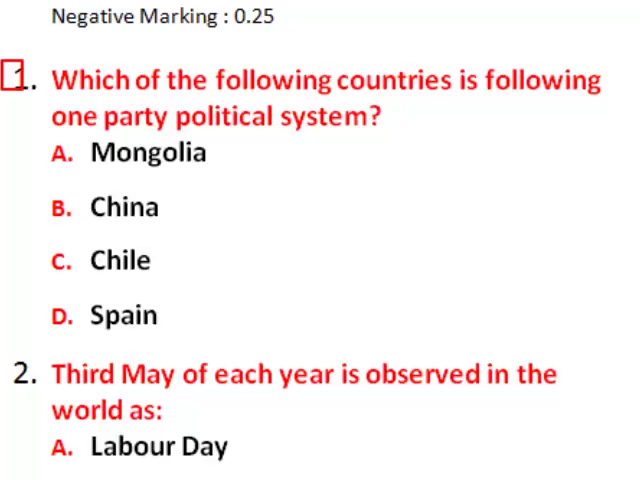 Negative Marking : 0.25
1. Which of the following countries is following
one party political system?
A. Mongolia
B. China
C. Chile
D. Spain
2. Third May of each year is observed in the
world as:
A. Labour Day